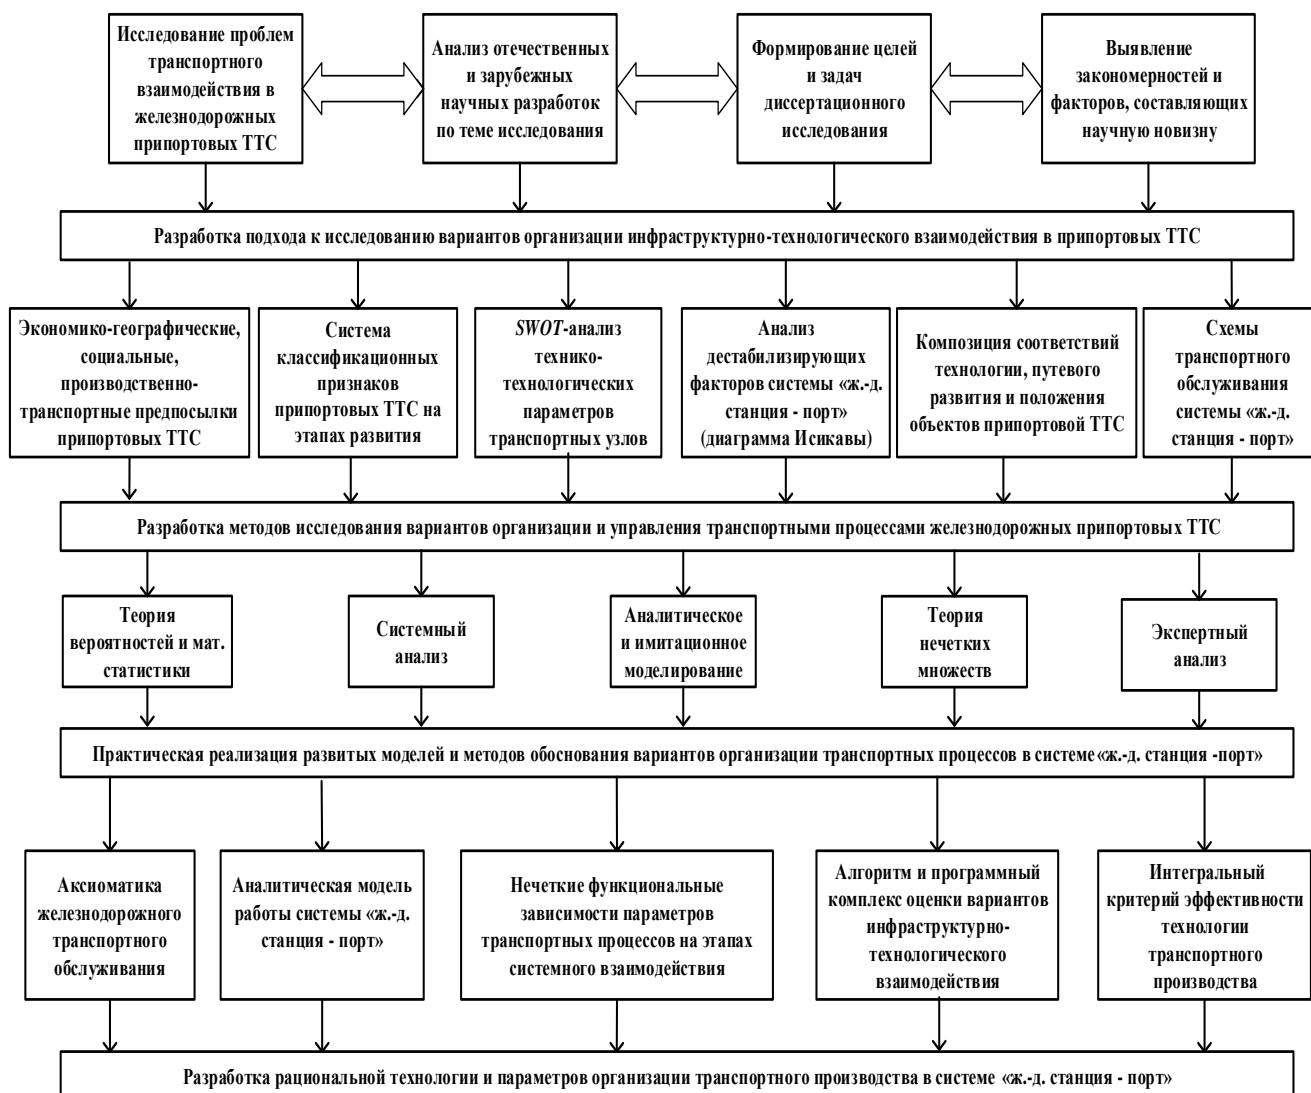 Исследование проблем
транспортного
взаимодействия в
железнодорожных
припортовых ТТС
Анализ отечественных
и зарубежных
научных разработок
по теме исследования
Формирование целей
и задач
диссертационного
исследования
Выявление
закономерностей и
факторов, составляющих
научную новизну
Разработка подхода к исследованию вариантов организации инфраструктурно-технологического взаимодействия в припортовых ТТС
Экономико-географические,
социальные,
производственно-
транспортные предпосылки
припортовых ТТС
Система
классификационных
признаков
припортовых ТТС на
этапах развития
SWOT-анализ
технико-
технологических
параметров
транспортных узлов
Анализ
дестабилизирующих
факторов системы «ж.-д.
станция - порт»
(диаграмма Исикавы)
Композиция соответствий
технологии, путевого
развития и положения
объектов припортовой ТТС
Схемы
транспортного
обслуживания
системы «ж.-д.
станция - порт»
Разработка методов исследования вариантов организации и управления транспортными процессами железнодорожных припортовых ТТС
Теория
вероятностей и мат.
статистики
Системный
анализ
Аналитическое
и имитационное
моделирование
Теория
нечетких
множеств
Экспертный
анализ
Практическая реализация развитых моделей и методов обоснования вариантов организации транспортных процессов в системе «ж.-д. станция -порт»
Аксиоматика
железнодорожного
транспортного
обслуживания
Аналитическая модель
работы системы «ж.-д.
станция - порт»
Нечеткие функциональные
зависимости параметров
транспортных процессов на этапах
системного взаимодействия
Алгоритм и программный
комплекс оценки вариантов
инфраструктурно-
технологического
взаимодействия
Интегральный
критерий эффективности
технологии
транспортного
производства
Разработка рациональной технологии и параметров организации транспортного производства в системе «ж.-д. станция - порт»